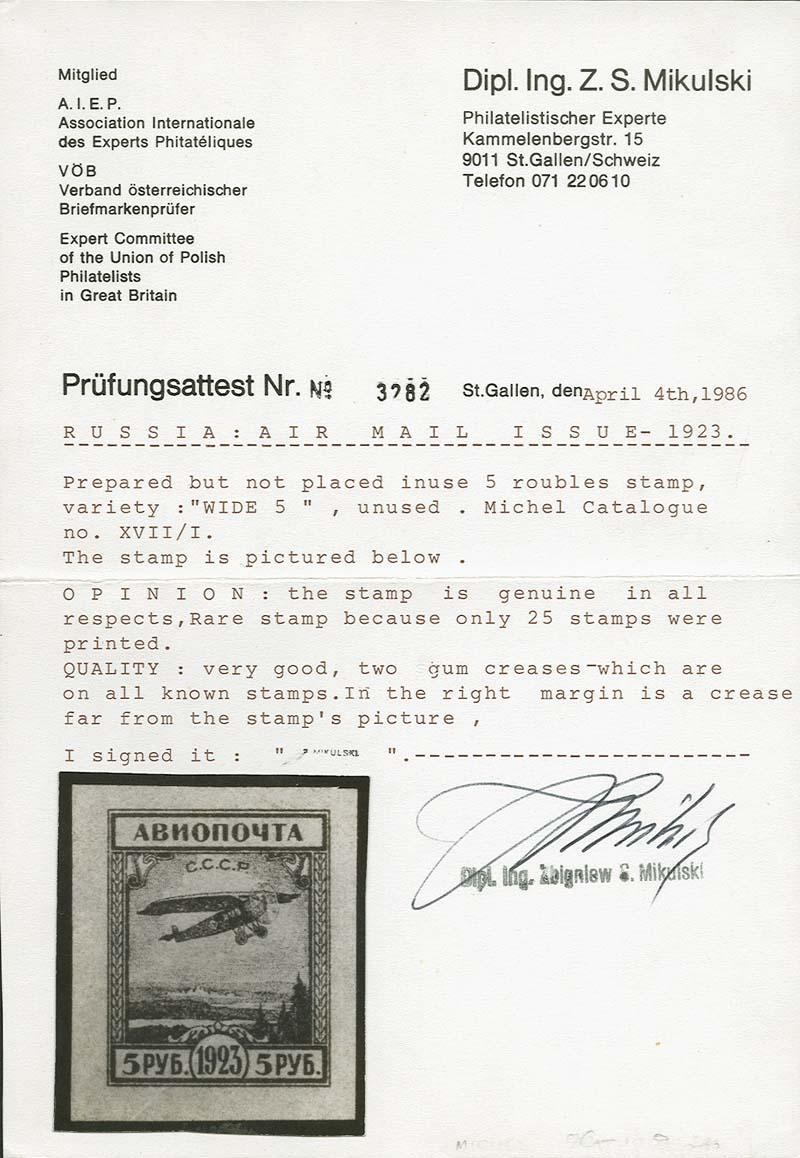 Mitglied
A.I.E.P.
Association Internationale
des Experts Philatéliques
VÖB
Verband österreichischer
Briefmarkenprüfer
Expert Committee
of the Union of Polish
Philatelists
in Great Britain
Dipl. Ing. Z. S. Mikulski
Philatelistischer Experte
Kammelenbergstr. 15
9011 St.Gallen/Schweiz
Telefon 071 220610
Prüfungsattest Nr. № 3282 St.Gallen, den April 4th,1986
R U S S I A : A I R M A I L I S S U E- 1923.
Prepared but not placed inuse 5 roubles stamp,
variety :"WIDE 5 " , unused . Michel Catalogue
no. XVII/I.
The stamp is pictured below .
O P I N I O N : the stamp is genuine in all
respects,Rare stamp because only 25 stamps were
printed.
QUALITY : very good, two gum creases-which are
on all known stamps.In the right margin is a crease
far from the stamp's picture ,
I signed it : " Z MIKULSKI ".
Dipl. Ing. Zbigniew S. Mikulski
АВИОПОЧТА
С.С.С.Р.
5 РУБ. 1923 5 РУБ.